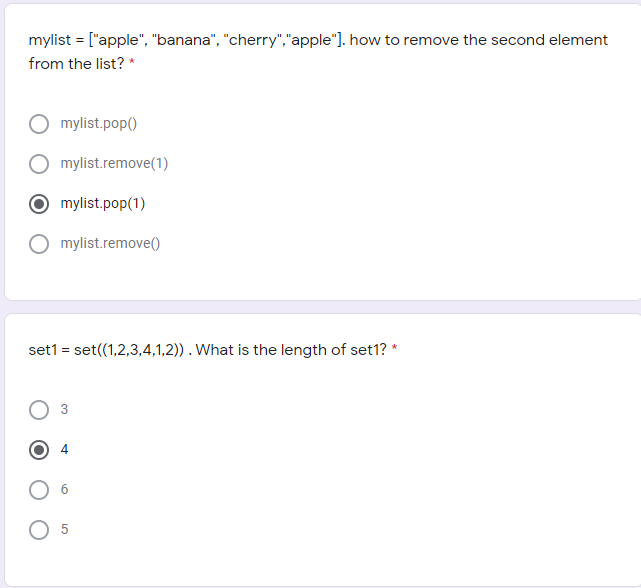 mylist = ["apple", "banana", "cherry","apple"]. how to remove the second element
from the list? *
mylist.pop()
mylist.remove(1)
mylist.pop(1)
mylist.remove()
set1 = set((1,2,3,4,1,2)) . What is the length of set1? *
3
4
6
5